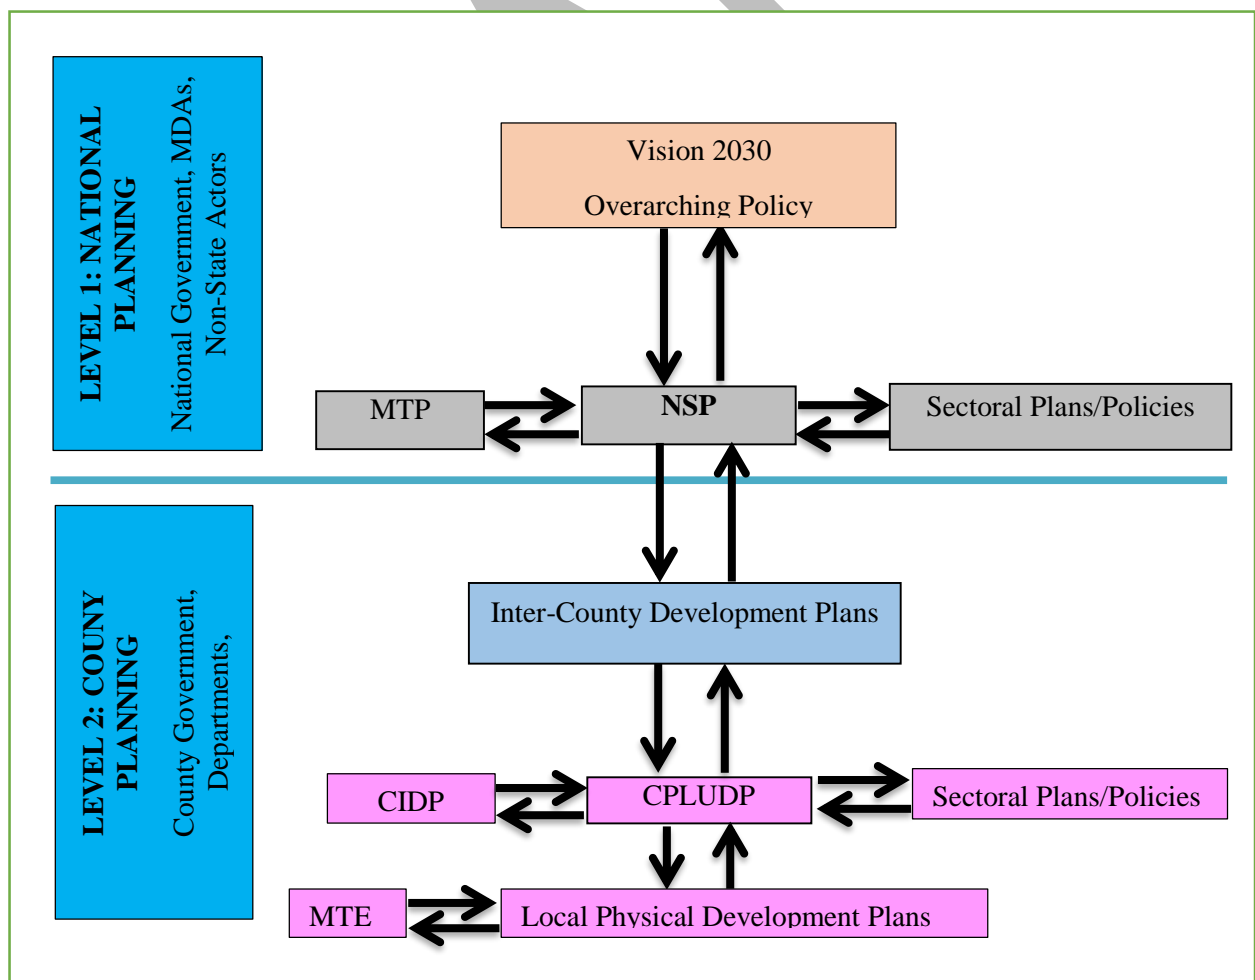 LEVEL 1: NATIONAL
PLANNING
National Government, MDAs,
Non-State Actors
Vision 2030
Overarching Policy
MTP
NSP
Sectoral Plans/Policies
LEVEL 2: COUNY
PLANNING
County Government,
Departments,
Inter-County Development Plans
CIDP
CPLUDP
Sectoral Plans/Policies
MTE
Local Physical Development Plans